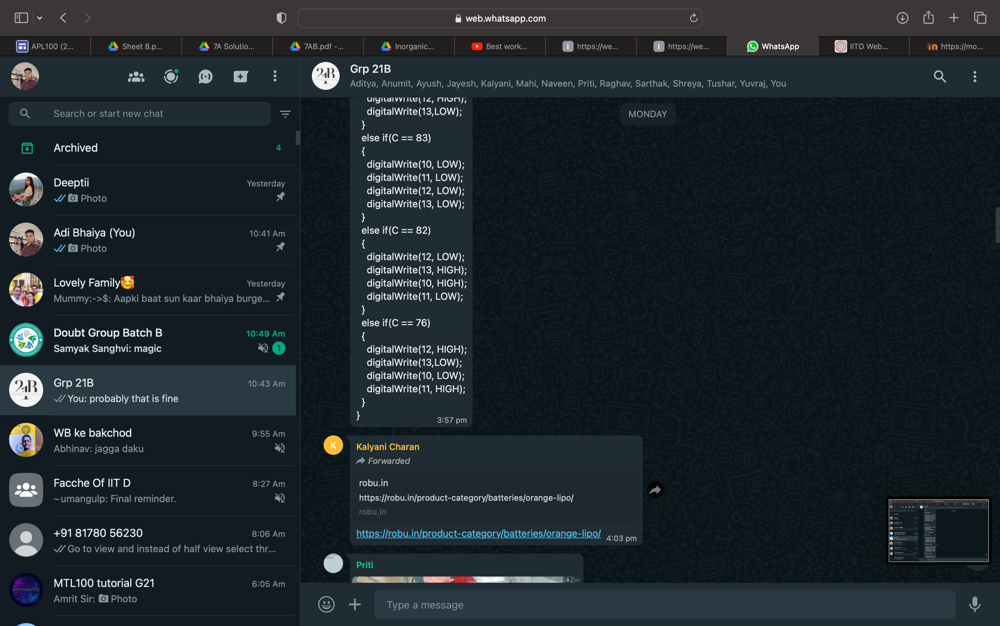 web.whatsapp.com
APL100 (2...
Sheet 8.p...
7A Solutio...
7AB.pdf -...
Inorganic...
Best work...
https://we...
https://we...
WhatsApp
IITD Web...
https://mo...
Search or start new chat
Archived
4
Deeptii
Yesterday
Photo
Adi Bhaiya (You)
10:41 Am
Photo
Lovely Family🥰
Yesterday
Mummy:->$: Aapki baat sun kaar bhaiya burge...
Doubt Group Batch B
10:49 Am
Samyak Sanghvi: magic
1
Grp 21B
10:43 Am
You: probably that is fine
WB ke bakchod
9:55 Am
Abhinav: jagga daku
Facche Of IIT D
8:27 Am
~umangulp: Final reminder.
+91 81780 56230
8:06 Am
Go to view and instead of half view select thr...
MTL100 tutorial G21
6:05 Am
Amrit Sir: Photo
21B
Grp 21B
Aditya, Anumit, Ayush, Jayesh, Kalyani, Mahi, Naveen, Priti, Raghav, Sarthak, Shreya, Tushar, Yuvraj, You
MONDAY
digitalWrite(12, HIGH);
digitalWrite(13,LOW);
}
else if(C == 83)
{
digitalWrite(10, LOW);
digitalWrite(11, LOW);
digitalWrite(12, LOW);
digitalWrite(13, LOW);
}
else if(C == 82)
{
digitalWrite(12, LOW);
digitalWrite(13, HIGH);
digitalWrite(10, HIGH);
digitalWrite(11, LOW);
}
else if(C == 76)
{
digitalWrite(12, HIGH);
digitalWrite(13,LOW);
digitalWrite(10, LOW);
digitalWrite(11, HIGH);
}
}
3:57 pm
K
Kalyani Charan
Forwarded
robu.in
https://robu.in/product-category/batteries/orange-lipo/
robu.in
https://robu.in/product-category/batteries/orange-lipo/
4:03 pm
Priti
Type a message